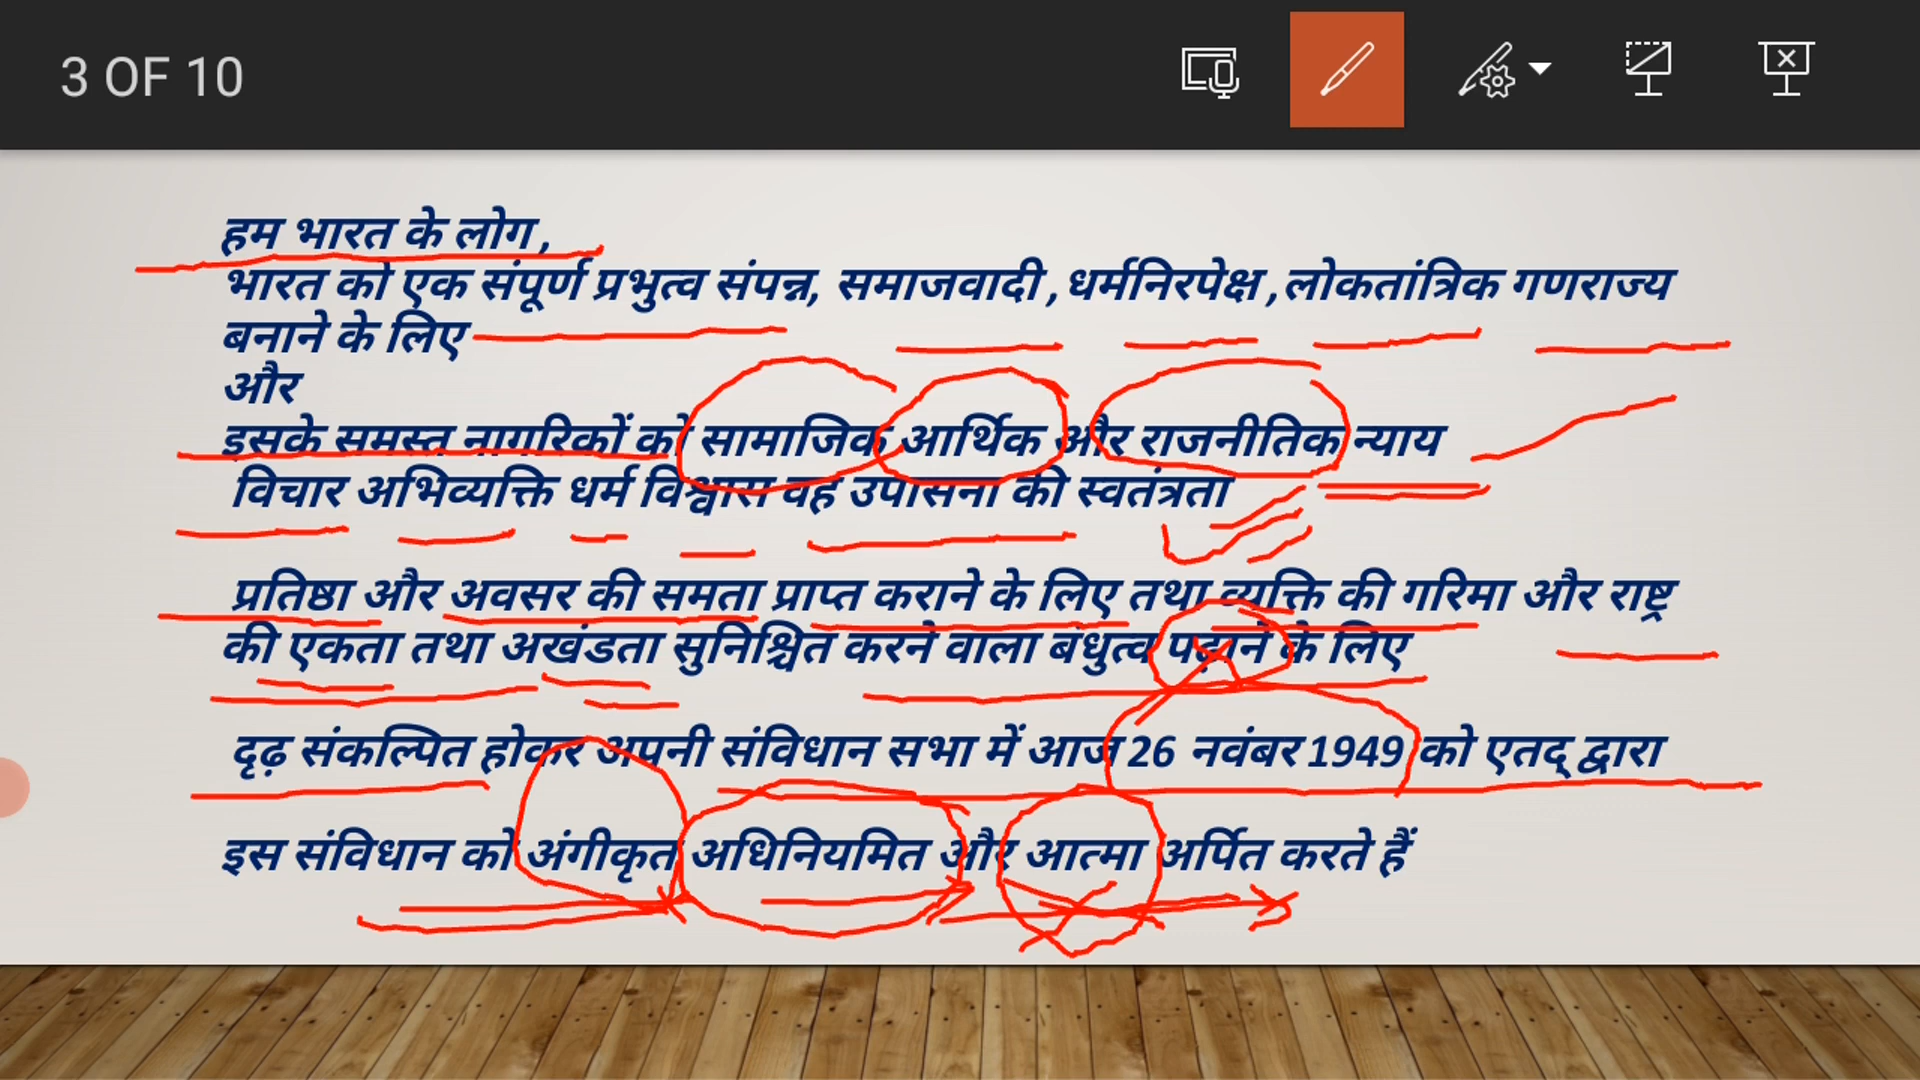 3 OF 10
हम भारत के लोग,
भारत को एक संपूर्ण प्रभुत्व संपन्न, समाजवादी, धर्मनिरपेक्ष, लोकतांत्रिक गणराज्य
बनाने के लिए
और
इसके समस्त नागरिकों को सामाजिक आर्थिक और राजनीतिक न्याय
विचार अभिव्यक्ति धर्म विश्वास वह उपासना की स्वतंत्रता
प्रतिष्ठा और अवसर की समता प्राप्त कराने के लिए तथा व्यक्ति की गरिमा और राष्ट्र
की एकता तथा अखंडता सुनिश्चित करने वाला बंधुत्व पढ़ाने के लिए
दृढ़ संकल्पित होकर अपनी संविधान सभा में आज 26 नवंबर 1949 को एतद् द्वारा
इस संविधान को अंगीकृत अधिनियमित और आत्मा अर्पित करते हैं